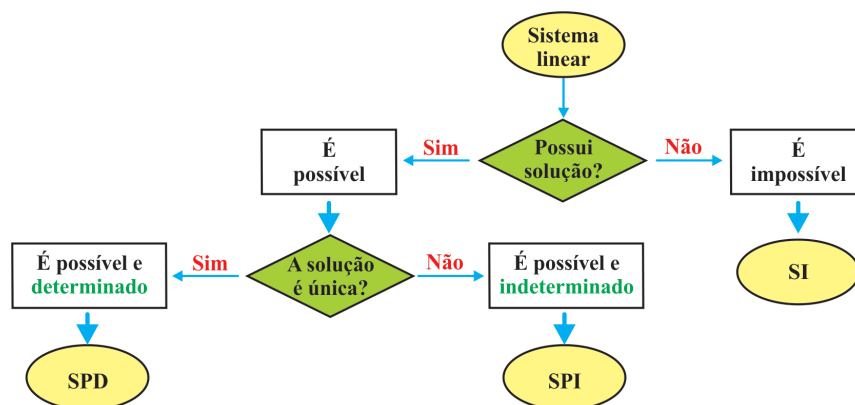 Sistema
linear
Possui
solução?
Sim
Não
É
possível
É
impossível
A solução
é única?
Sim
Não
É possível e
determinado
É possível e
indeterminado
SI
SPD
SPI